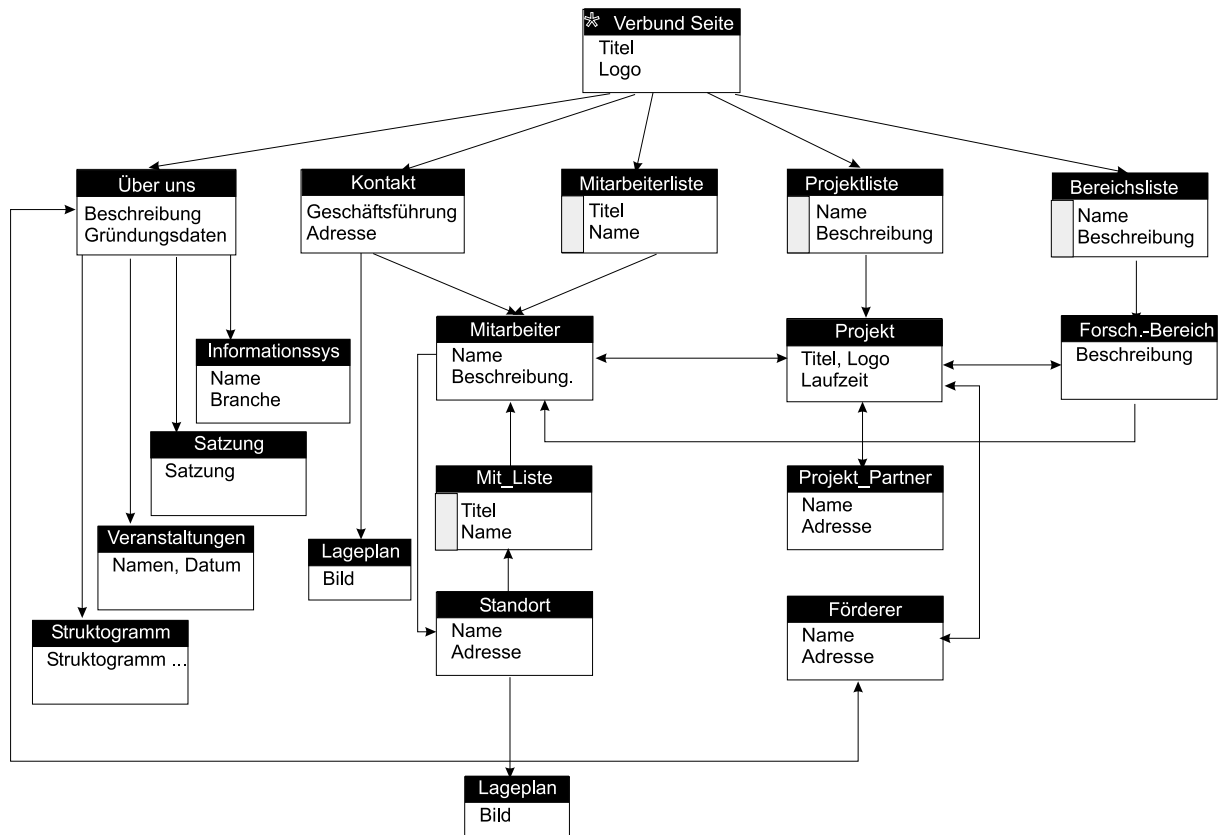 Verbund Seite
Titel
Logo
Über uns
Beschreibung
Gründungsdaten
Kontakt
Geschäftsführung
Adresse
Mitarbeiterliste
Titel
Name
Projektliste
Name
Beschreibung
Bereichsliste
Name
Beschreibung
Informationssys
Name
Branche
Mitarbeiter
Name
Beschreibung.
Projekt
Titel, Logo
Laufzeit
Forsch.-Bereich
Beschreibung
Satzung
Satzung
Mit_Liste
Titel
Name
Projekt_Partner
Name
Adresse
Veranstaltungen
Namen, Datum
Lageplan
Bild
Standort
Name
Adresse
Förderer
Name
Adresse
Struktogramm
Struktogramm ...
Lageplan
Bild